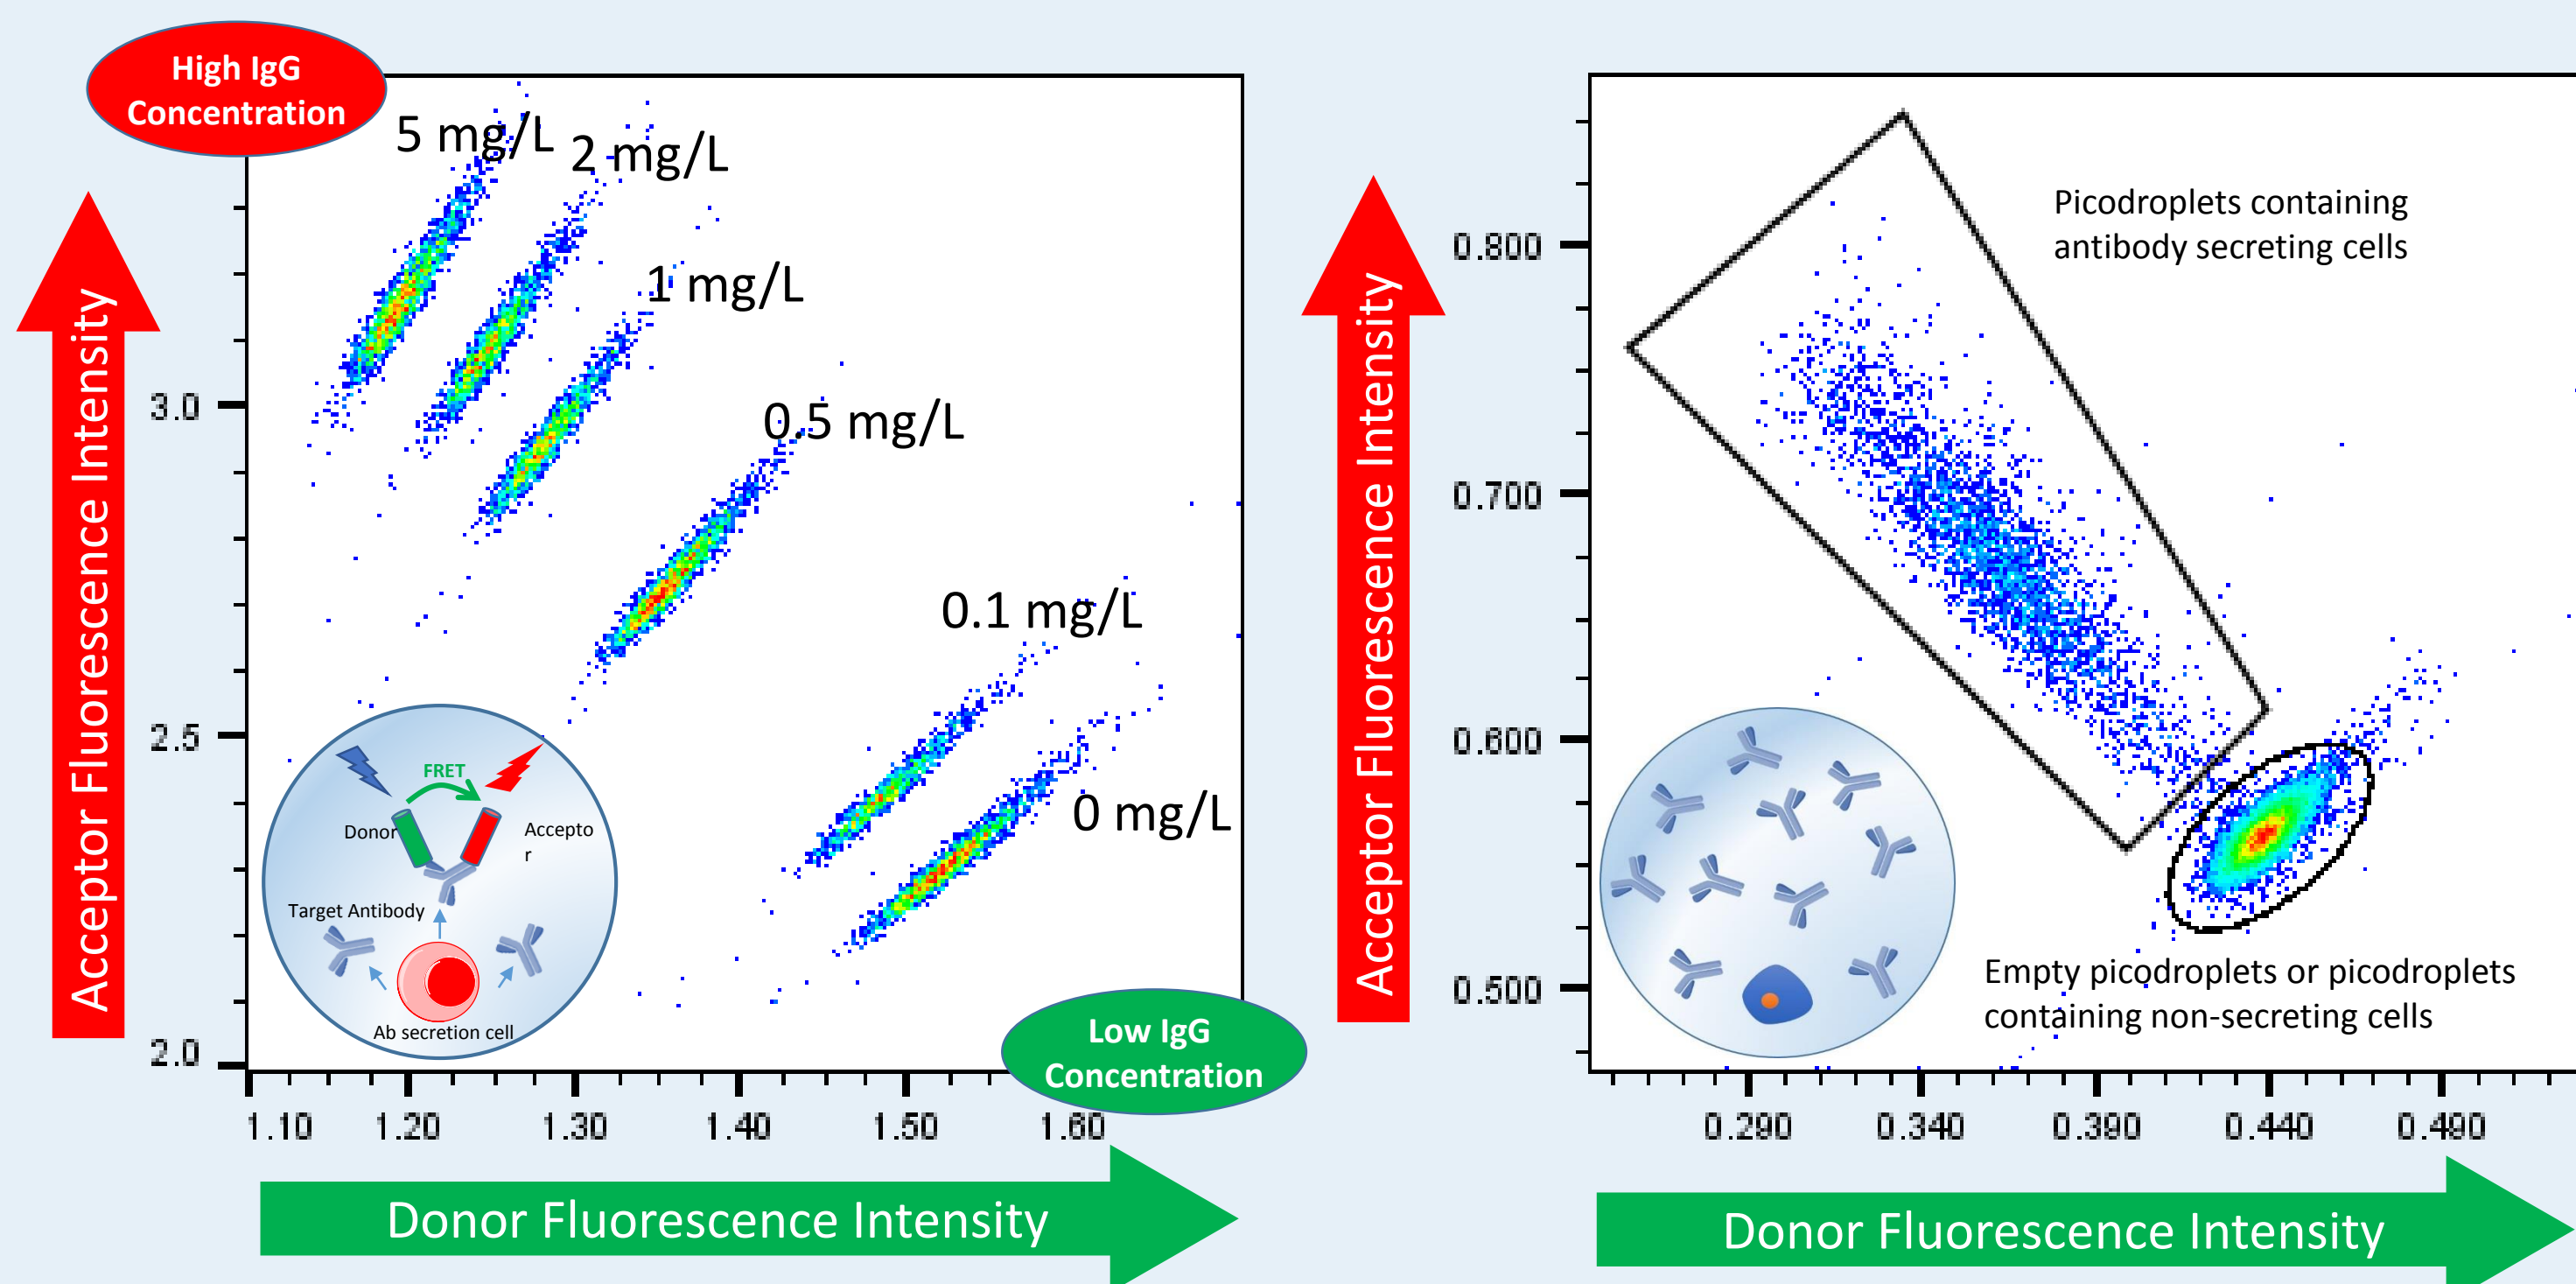 High IgG
Concentration
5 mg/L
2 mg/L
1 mg/L
0.5 mg/L
0.1 mg/L
0 mg/L
Acceptor Fluorescence Intensity
3.0
2.5
2.0
FRET
Donor
Accepto
r
Target Antibody
Ab secretion cell
Low IgG
Concentration
1.10 1.20 1.30 1.40 1.50 1.60
Donor Fluorescence Intensity
Acceptor Fluorescence Intensity
0.800
0.700
0.600
0.500
Picodroplets containing
antibody secreting cells
Empty picodroplets or picodroplets
containing non-secreting cells
0.290 0.340 0.390 0.440 0.490
Donor Fluorescence Intensity